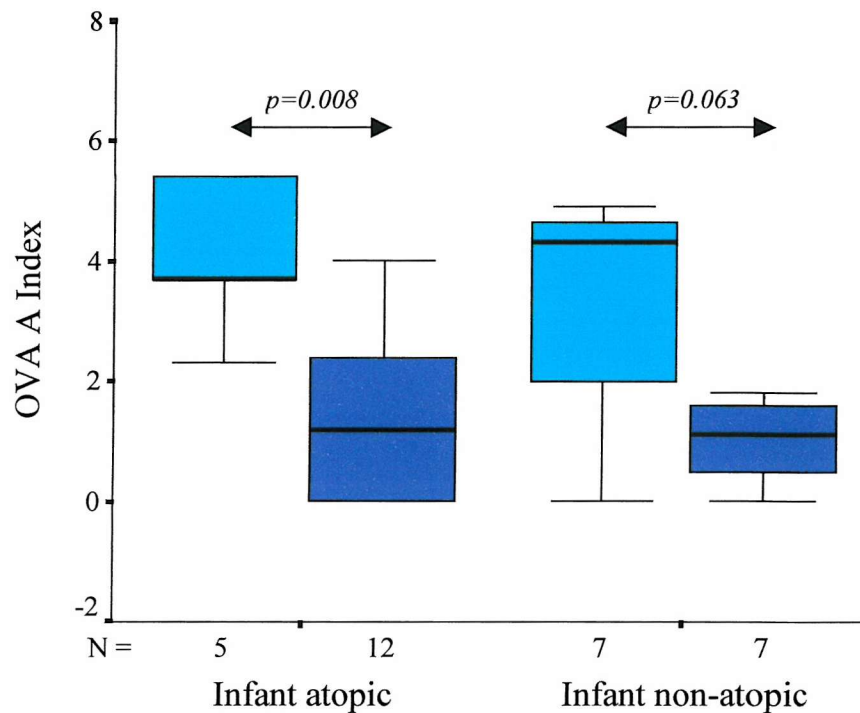 8
p=0.008
p=0.063
6
4
2
0
-2
OVA A Index
N = 5 12 7 7
Infant atopic Infant non-atopic